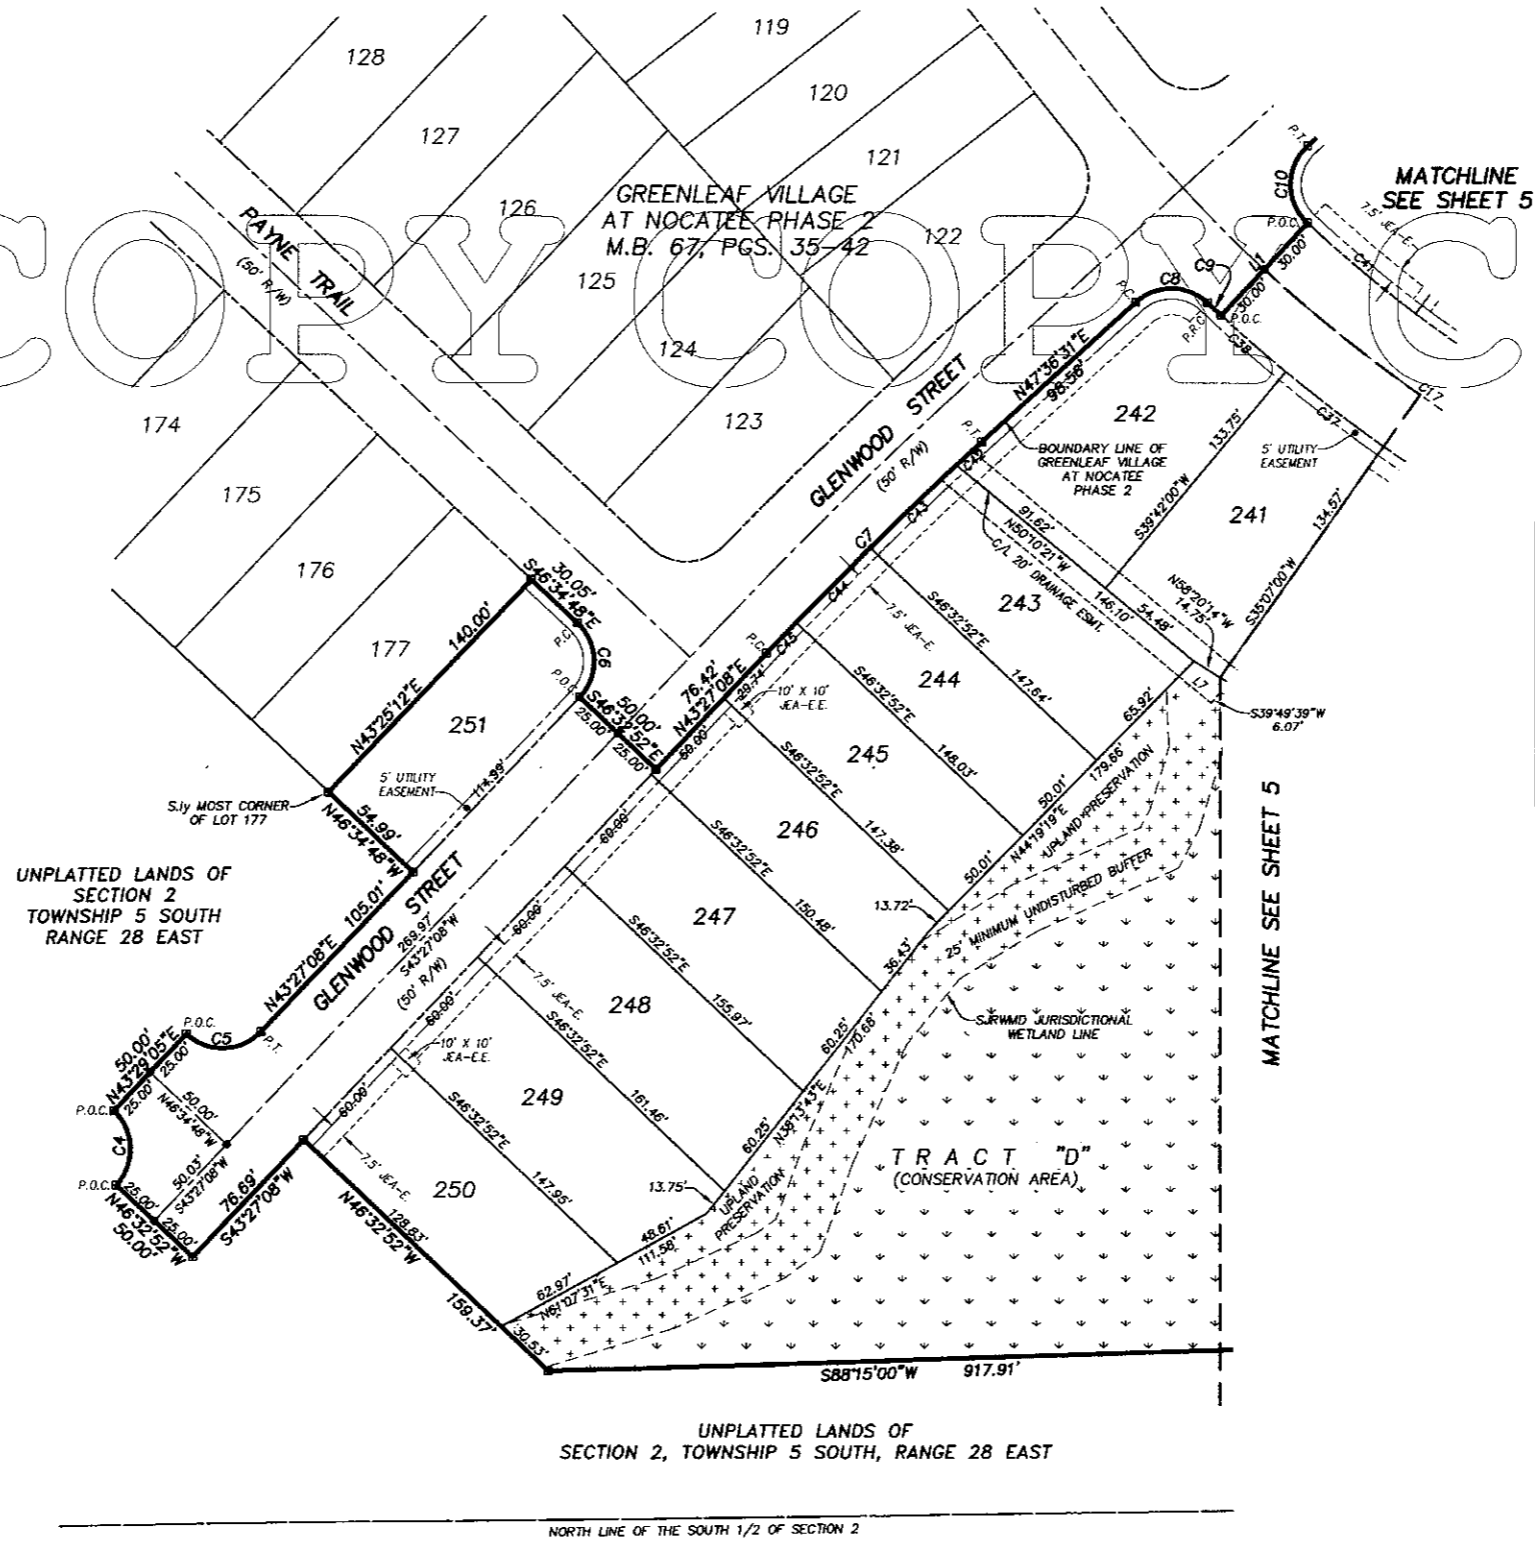 119
128
120
127
121
GREENLEAF VILLAGE
AT NOCATEE PHASE 2
M.B. 67, PGS. 35-42
126
122
125
124
123
PAYNE TRAIL
(50' R/W)
COPY COPY C
P.T.
C10
MATCHLINE
SEE SHEET 5
P.O.C.
7.5' JEA-E.
C41
30.00'
30.00'
C9
C8
P.C.
P.R.C.
P.O.C.
C38
C17
C37
N47°36'31"E
98.58'
242
133.75'
S39°42'00"W
BOUNDARY LINE OF
GREENLEAF VILLAGE
AT NOCATEE
PHASE 2
5' UTILITY
EASEMENT
241
134.57'
S35°07'00"W
GLENWOOD STREET
(50' R/W)
P.T.
C42
C43
C7
C44
C45
P.C.
91.62'
N50°10'21"W
C/L 20' DRAINAGE ESMT.
146.10'
54.48'
N58°20'14"W
14.75'
L7
S39°49'39"W
6.07'
174
175
176
177
30.05'
S46°34'48"E
P.C.
C6
P.O.C.
140.00'
N43°25'12"E
251
50.00'
S46°32'52"E
25.00'
25.00'
76.42'
N43°27'08"E
29.74'
60.00'
10' X 10'
JEA-E.E.
7.5' JEA-E.
243
S46°32'52"E
147.64'
244
S46°32'52"E
148.03'
245
S46°32'52"E
147.38'
246
S46°32'52"E
150.48'
247
S46°32'52"E
155.97'
248
S46°32'52"E
161.46'
249
S46°32'52"E
147.95'
250
65.92'
179.66'
50.01'
N44°19'19"E
50.01'
13.72'
36.43'
60.25'
170.68'
60.25'
N38°13'43"E
13.75'
48.61'
111.58'
62.97'
N61°07'31"E
UPLAND PRESERVATION
25' MINIMUM UNDISTURBED BUFFER
SJRWMD JURISDICTIONAL
WETLAND LINE
UPLAND
PRESERVATION
TRACT "D"
(CONSERVATION AREA)
MATCHLINE SEE SHEET 5
5' UTILITY
EASEMENT
114.99'
S.ly MOST CORNER
OF LOT 177
54.99'
N46°34'48"W
UNPLATTED LANDS OF
SECTION 2
TOWNSHIP 5 SOUTH
RANGE 28 EAST
105.01'
N43°27'08"E
GLENWOOD STREET
269.97'
S43°27'08"W
(50' R/W)
60.00'
60.00'
60.00'
60.00'
7.5' JEA-E.
10' X 10'
JEA-E.E.
P.O.C.
C5
P.T.
50.00'
N43°29'05"E
25.00'
25.00'
P.O.C.
C4
P.O.C.
50.00'
N46°34'48"W
50.03'
S43°27'08"W
25.00'
25.00'
N46°32'52"W
50.00'
76.69'
S43°27'08"W
7.5' JEA-E.
128.83'
N46°32'52"W
159.37'
30.53'
S88°15'00"W 917.91'
UNPLATTED LANDS OF
SECTION 2, TOWNSHIP 5 SOUTH, RANGE 28 EAST
NORTH LINE OF THE SOUTH 1/2 OF SECTION 2